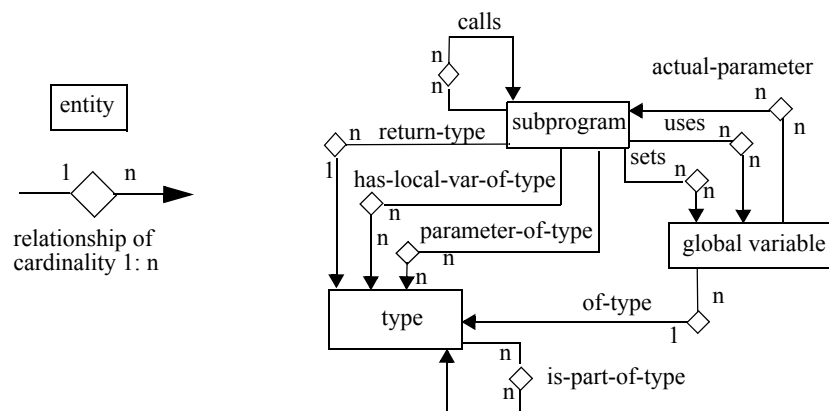 calls
n
n
actual-parameter
n
n
entity
subprogram
uses
n
n
sets
n
n
n
return-type
1
has-local-var-of-type
n
n
parameter-of-type
n
n
1
n
relationship of
cardinality 1: n
global variable
type
of-type
n
1
n
n
is-part-of-type